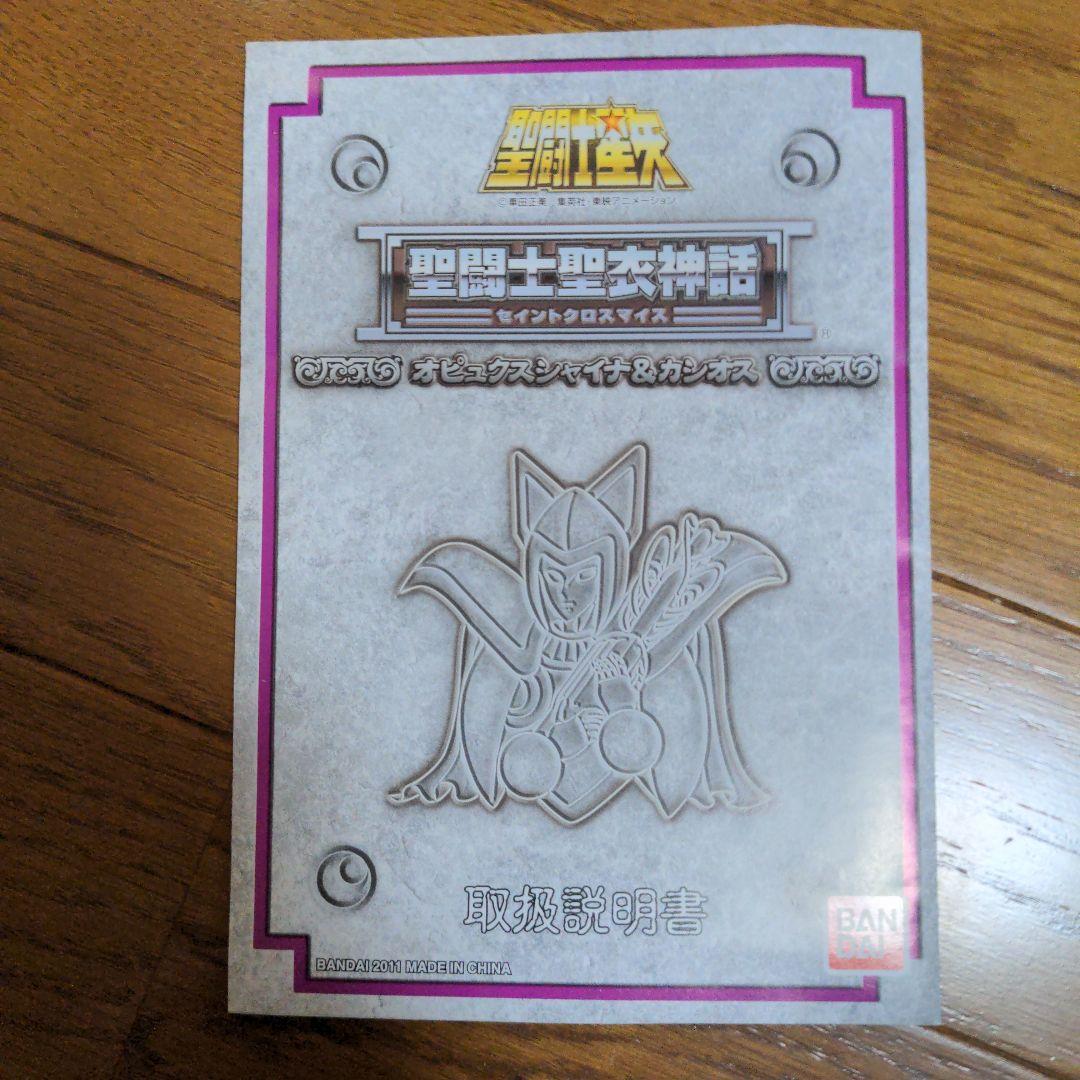 聖闘士星矢
©車田正美/集英社・東映アニメーション
聖闘士聖衣神話
セイントクロスマイス
®
オピュクスシャイナ&カシオス
取扱説明書
BAN
DAI
BANDAI 2011 MADE IN CHINA